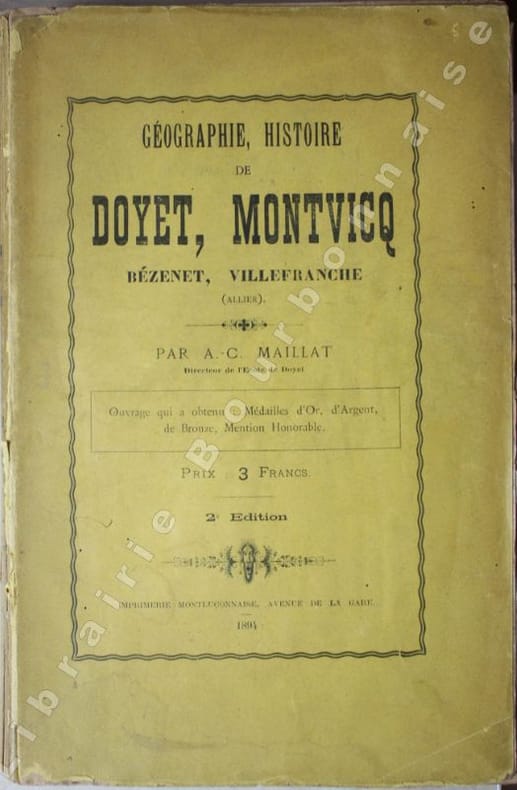 GÉOGRAPHIE, HISTOIRE
DE
DOYET, MONTVICQ
BÉZENET, VILLEFRANCHE
(ALLIER).
PAR A.-C. MAILLAT
Directeur de l'Ecole de Doyet
Ouvrage qui a obtenu Médailles d'Or, d'Argent,
de Bronze, Mention Honorable.
PRIX 3 FRANCS.
2e Edition
IMPRIMERIE MONTLUÇONNAISE, AVENUE DE LA GARE
1894
Librairie Bourbonnaise